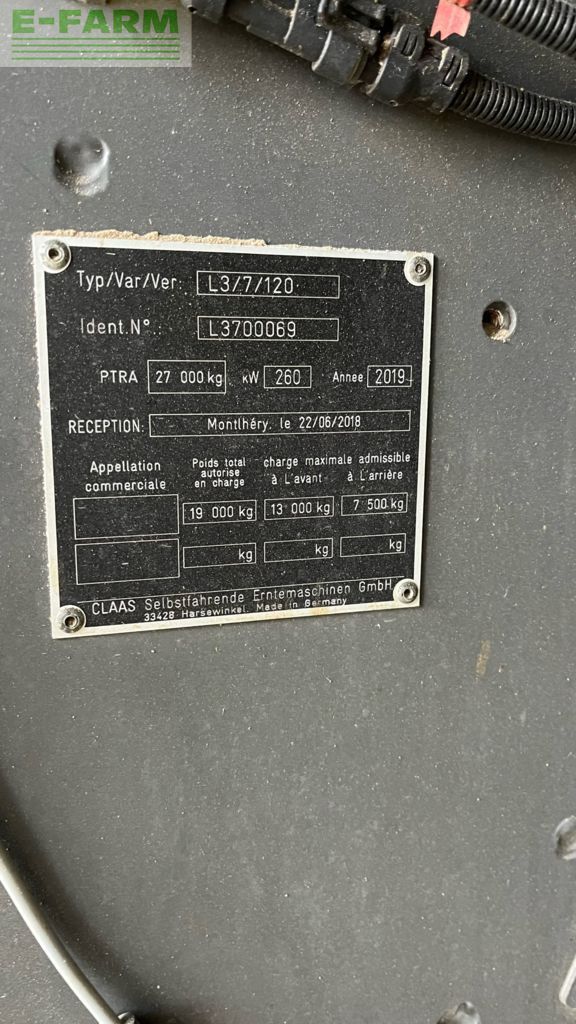 E-FARM
Typ/Var/Ver: L3/7/120
Ident.N°.: L3700069
PTRA 27 000 kg kW 260 Annee 2019
RECEPTION: Montlhéry, le 22/06/2018
Appellation commerciale
Poids total autorise en charge
charge maximale admissible
à L'avant à L'arrière
19 000 kg 13 000 kg 7 500 kg
kg kg kg
CLAAS Selbstfahrende Erntemaschinen GmbH
33428 Harsewinkel. Made in Germany